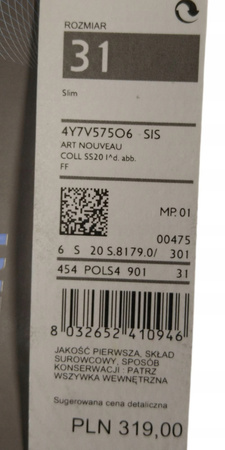 ROZMIAR
31
Slim
4Y7V575O6 SIS
ART NOUVEAU
COLL SS20 I^d. abb.
FF
MP. 01
00475
6 S 20 S.8179.0/ 301
454 POLS4 901 31
8 032652 410946
JAKOŚĆ PIERWSZA, SKŁAD
SUROWCOWY, SPOSÓB
KONSERWACJI : PATRZ
WSZYWKA WEWNĘTRZNA
Sugerowana cena detaliczna
PLN 319,00